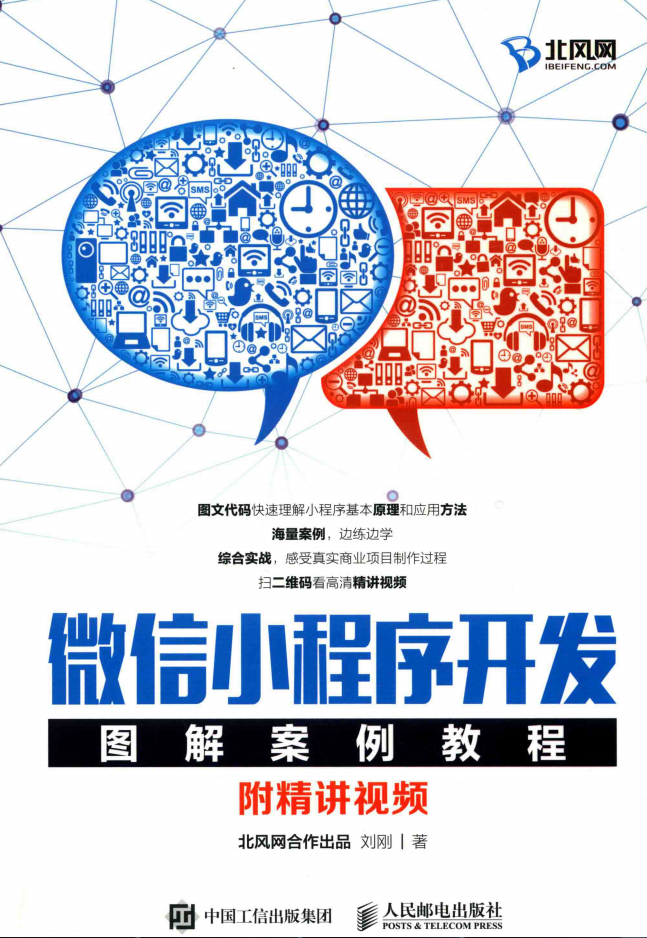 北风网
IBEIFENG.COM
SMS
SMS
SMS
SMS
图文代码快速理解小程序基本原理和应用方法
海量案例，边练边学
综合实战，感受真实商业项目制作过程
扫二维码看高清精讲视频
微信小程序开发
图解案例教程
附精讲视频
北风网合作出品 刘刚 | 著
中国工信出版集团
人民邮电出版社
POSTS & TELECOM PRESS